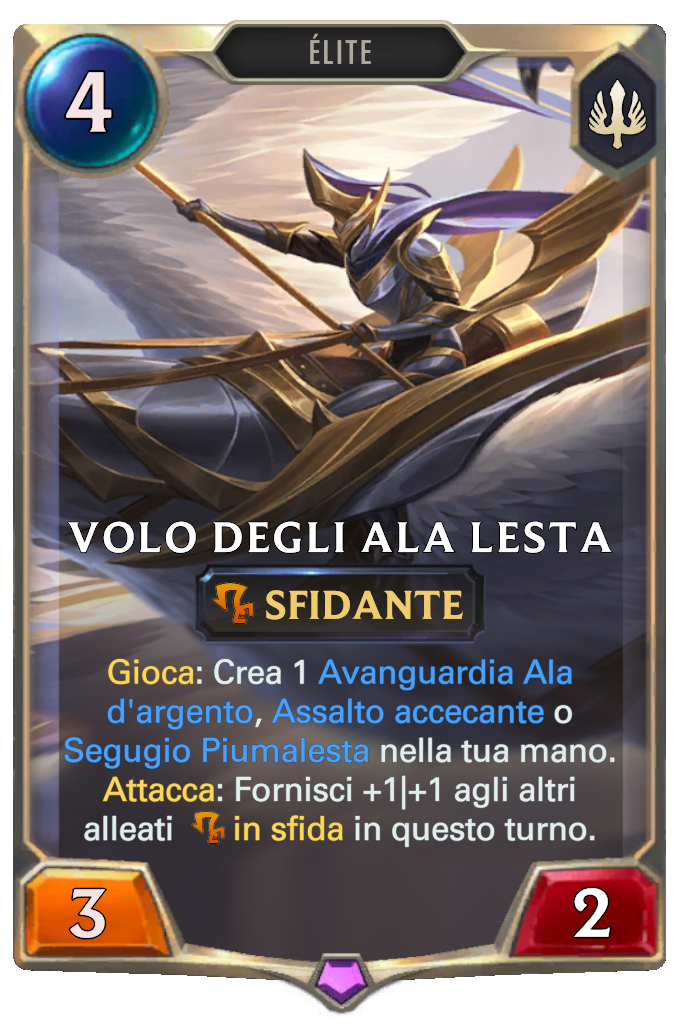 ÉLITE
4
VOLO DEGLI ALA LESTA
SFIDANTE
Gioca: Crea 1 Avanguardia Ala
d'argento, Assalto accecante o
Segugio Piumalesta nella tua mano.
Attacca: Fornisci +1|+1 agli altri
alleati in sfida in questo turno.
3
2